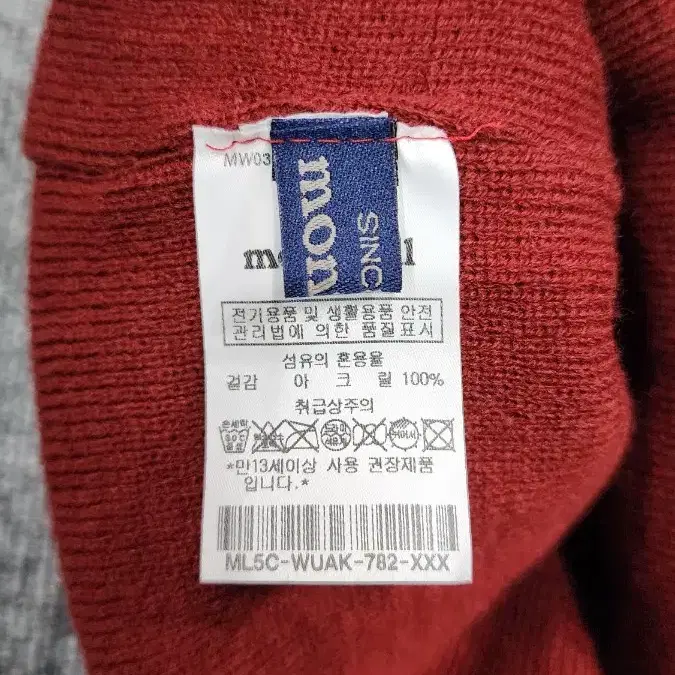 MW03
mon
SINC
전기용품 및 생활용품 안전
관리법에 의한 품질표시
섬유의 혼용율
겉감 아 크 릴 100%
취급상주의
*만13세이상 사용 권장제품
입니다.*
ML5C-WUAK-782-XXX